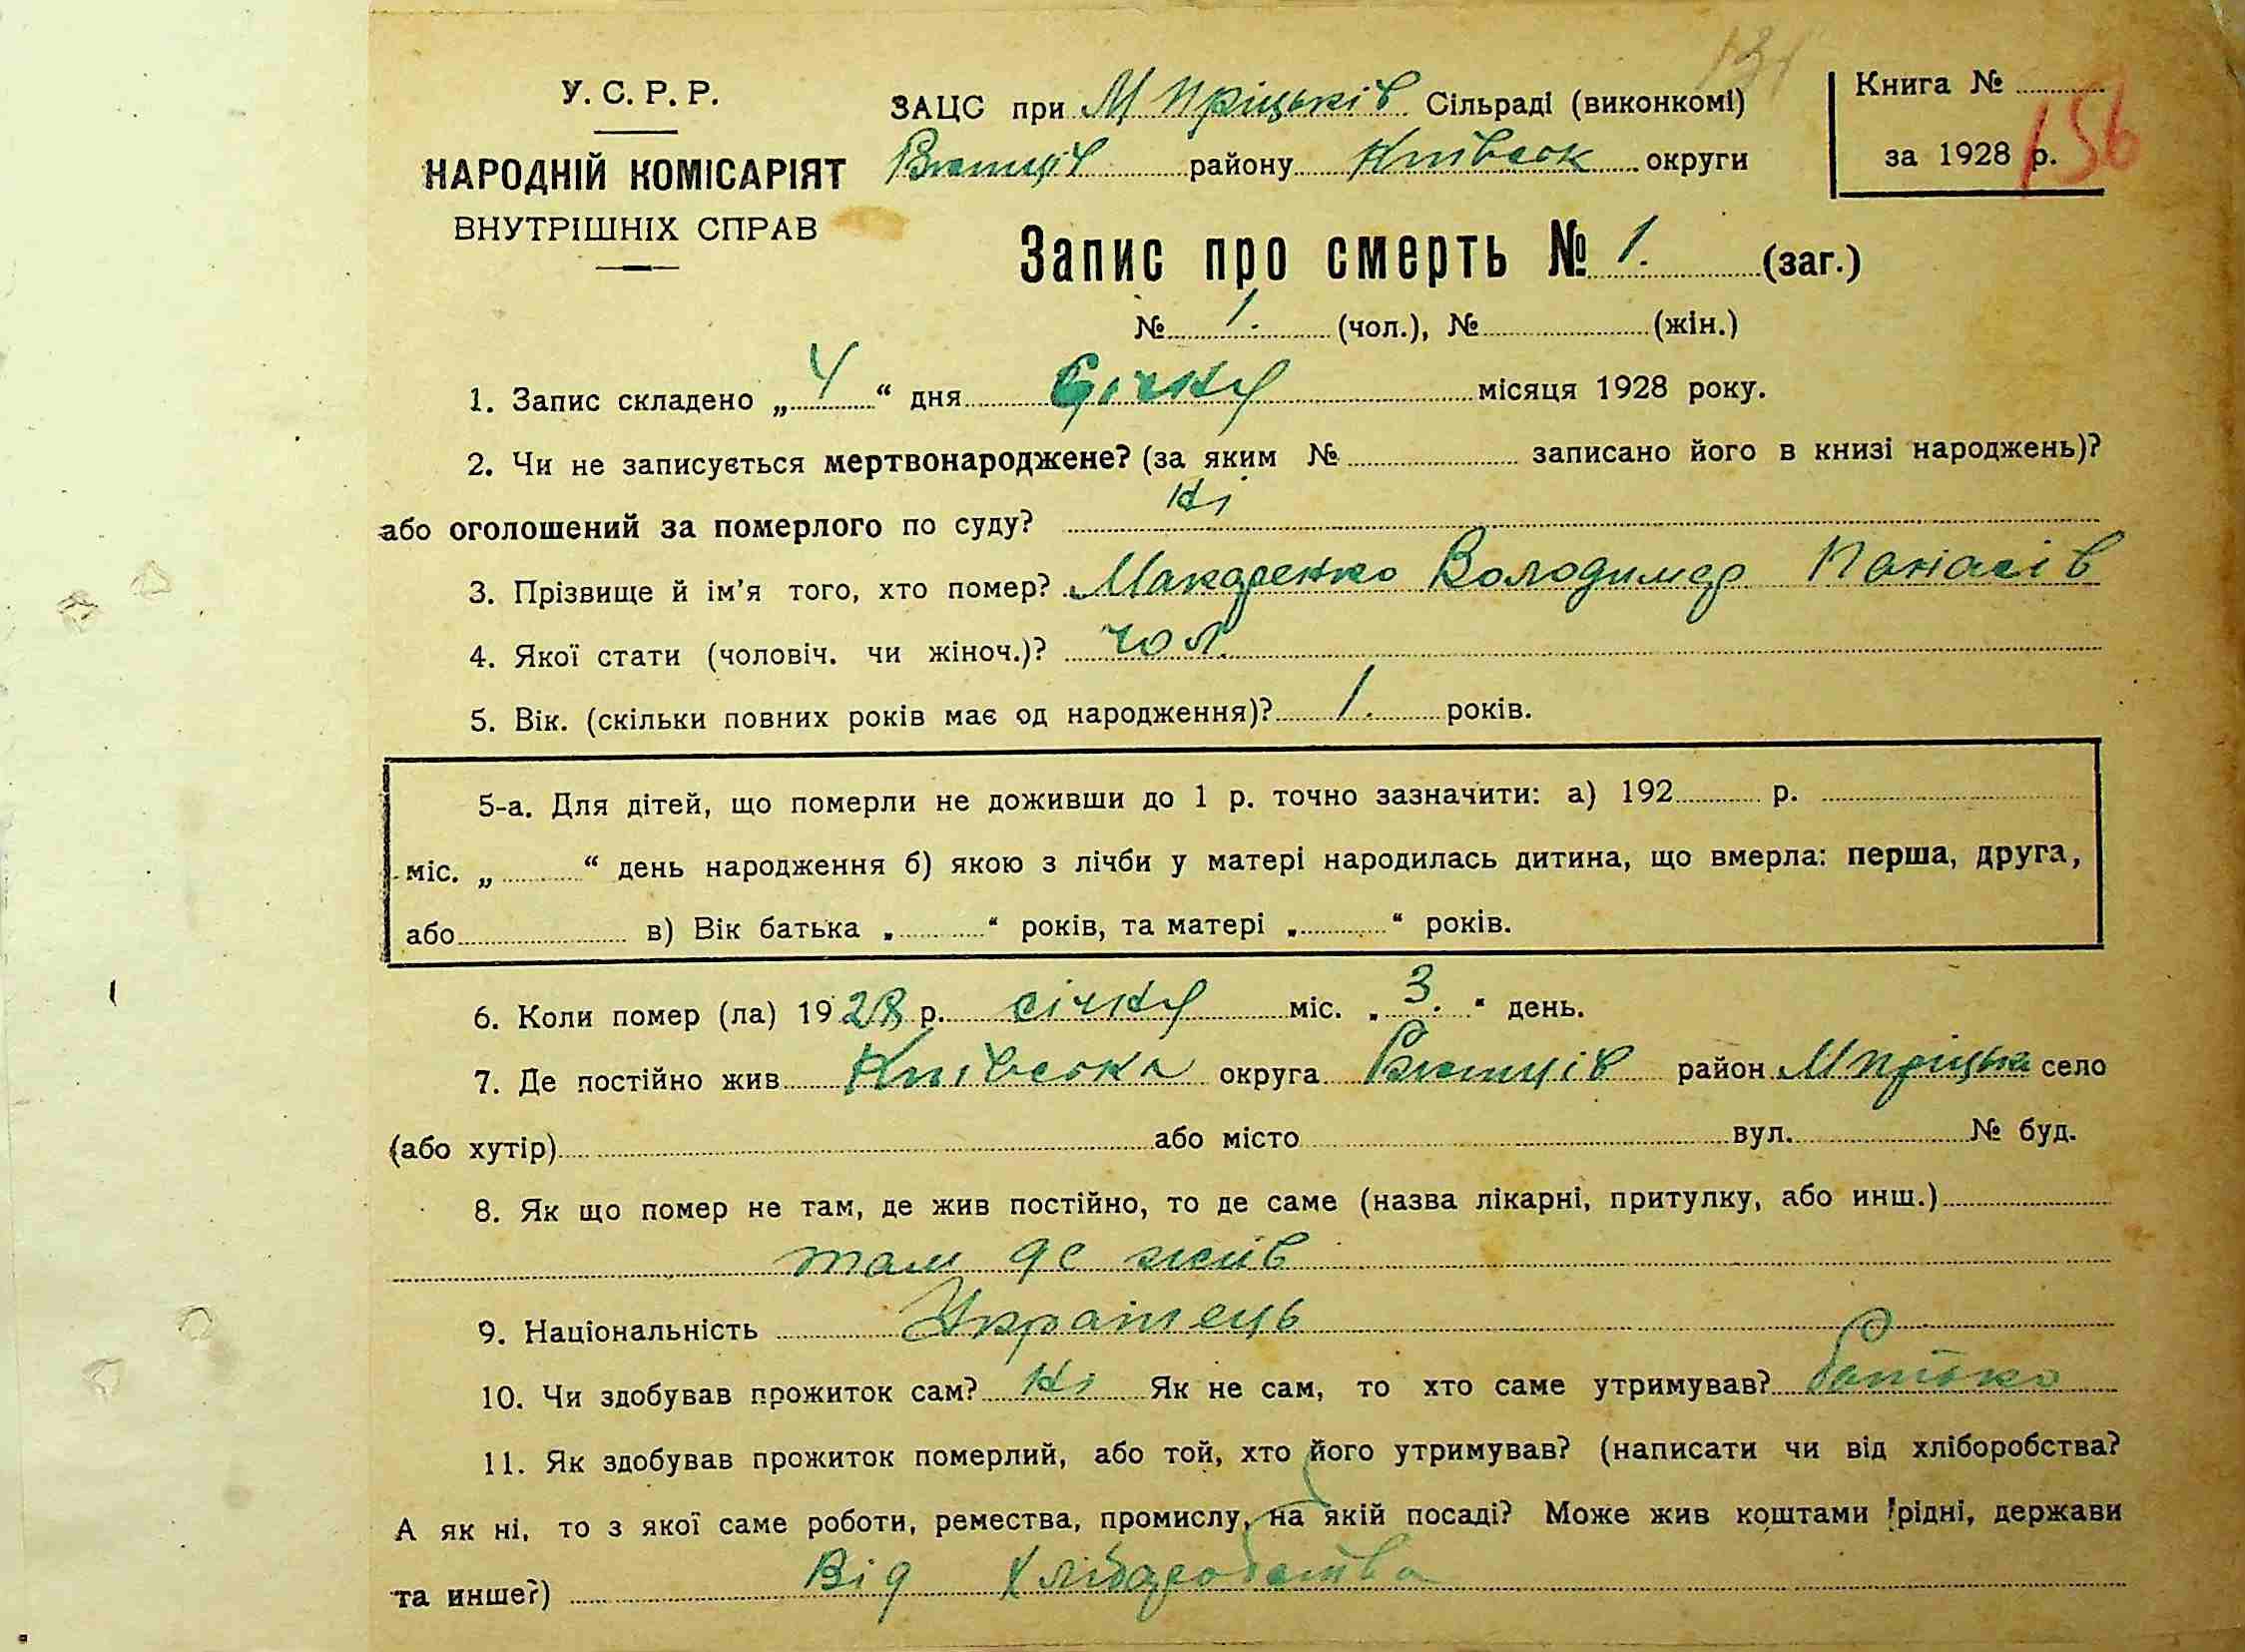 131
У. С. Р. Р.
НАРОДНІЙ КОМІСАРІЯТ
ВНУТРІШНІХ СПРАВ
ЗАЦС при М Пріцьків Сільраді (виконкомі)
району Київськ округи
Книга №
за 1928 р.
156
Запис про смерть № 1. (заг.)
№ 1. (чол.), № (жін.)
1. Запис складено „ 4 “ дня Січня місяця 1928 року.
2. Чи не записується мертвонароджене? (за яким № записано його в книзі народжень)?
або оголошений за померлого по суду? ні
3. Прізвище й ім’я того, хто помер? Макаренко Володимер Панасів
4. Якої стати (чоловіч. чи жіноч.)? чол.
5. Вік. (скільки повних років має од народження)? 1. років.
5-а. Для дітей, що померли не доживши до 1 р. точно зазначити: а) 192 р.
міс. „ “ день народження б) якою з лічби у матері народилась дитина, що вмерла: перша, друга,
або в) Вік батька „ “ років, та матері „ “ років.
6. Коли помер (ла) 1928 р. січня міс. „ 3. “ день.
7. Де постійно жив Київська округа район М Пріцька село
(або хутір) або місто вул. № буд.
8. Як що помер не там, де жив постійно, то де саме (назва лікарні, притулку, або инш.)
там де жив
9. Національність Украінець
10. Чи здобував прожиток сам? ні Як не сам, то хто саме утримував? батько
11. Як здобував прожиток померлий, або той, хто його утримував? (написати чи від хліборобства?
А як ні, то з якої саме роботи, ремества, промислу, на якій посаді? Може жив коштами рідні, держави
та инше?) Від хліборобства